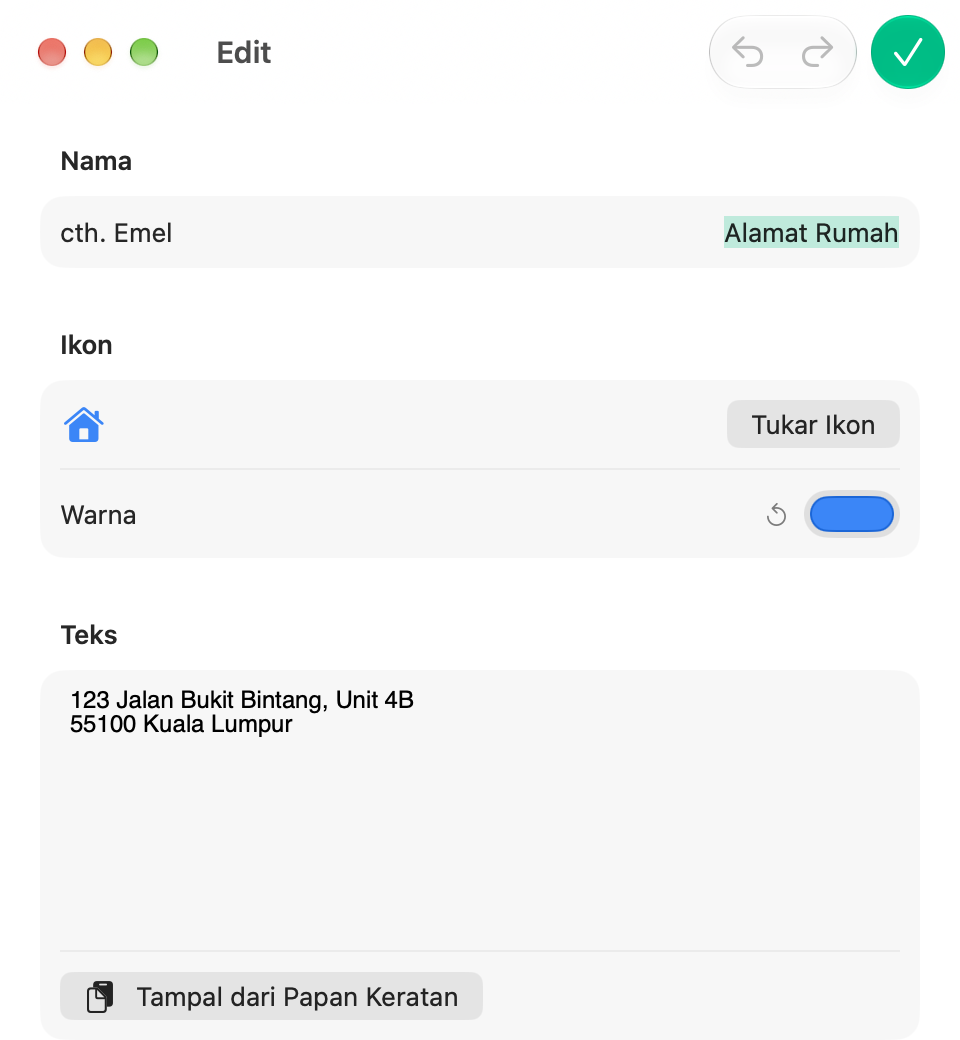 Edit
Nama
cth. Emel
Alamat Rumah
Ikon
Tukar Ikon
Warna
Teks
123 Jalan Bukit Bintang, Unit 4B
55100 Kuala Lumpur
Tampal dari Papan Keratan